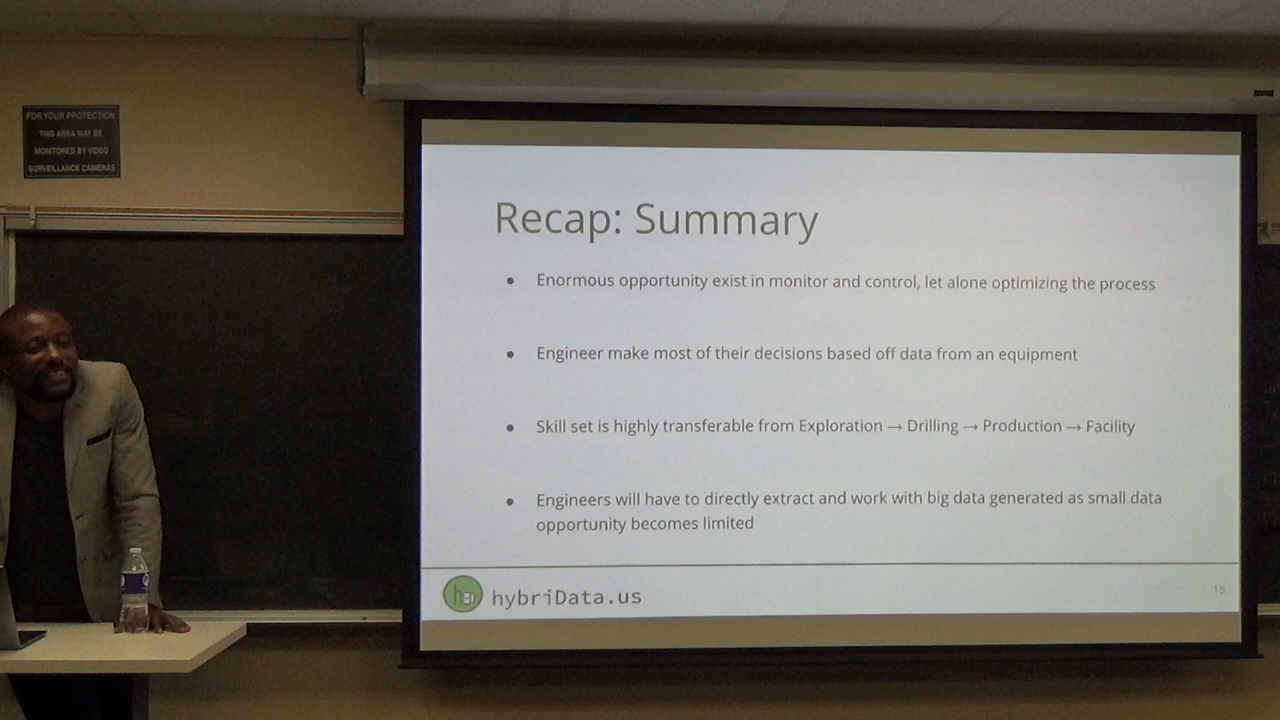 FOR YOUR PROTECTION
THIS AREA MAY BE
MONITORED BY VIDEO
SURVEILLANCE CAMERAS
Recap: Summary
● Enormous opportunity exist in monitor and control, let alone optimizing the process
● Engineer make most of their decisions based off data from an equipment
● Skill set is highly transferable from Exploration → Drilling → Production → Facility
● Engineers will have to directly extract and work with big data generated as small data
opportunity becomes limited
hybriData.us
15